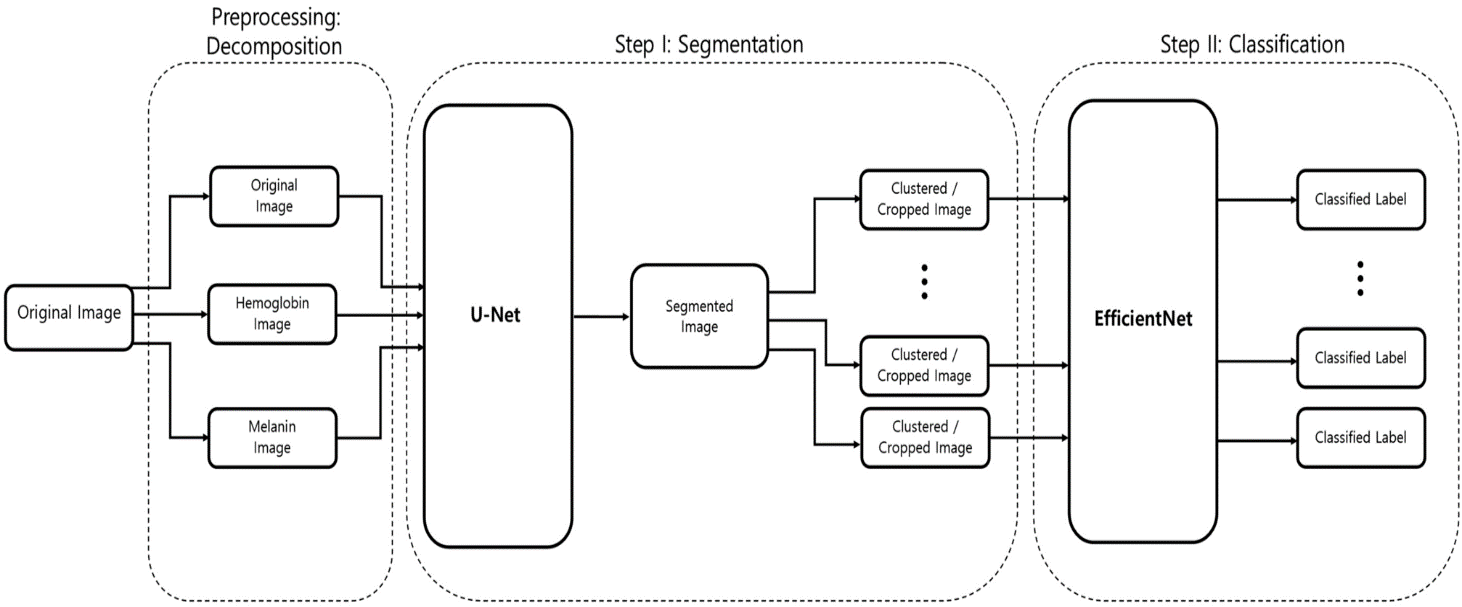 Preprocessing:
Decomposition
Step I: Segmentation
Step II: Classification
Original Image
Original
Image
Hemoglobin
Image
Melanin
Image
U-Net
Segmented
Image
Clustered /
Cropped Image
Clustered /
Cropped Image
Clustered /
Cropped Image
EfficientNet
Classified Label
Classified Label
Classified Label